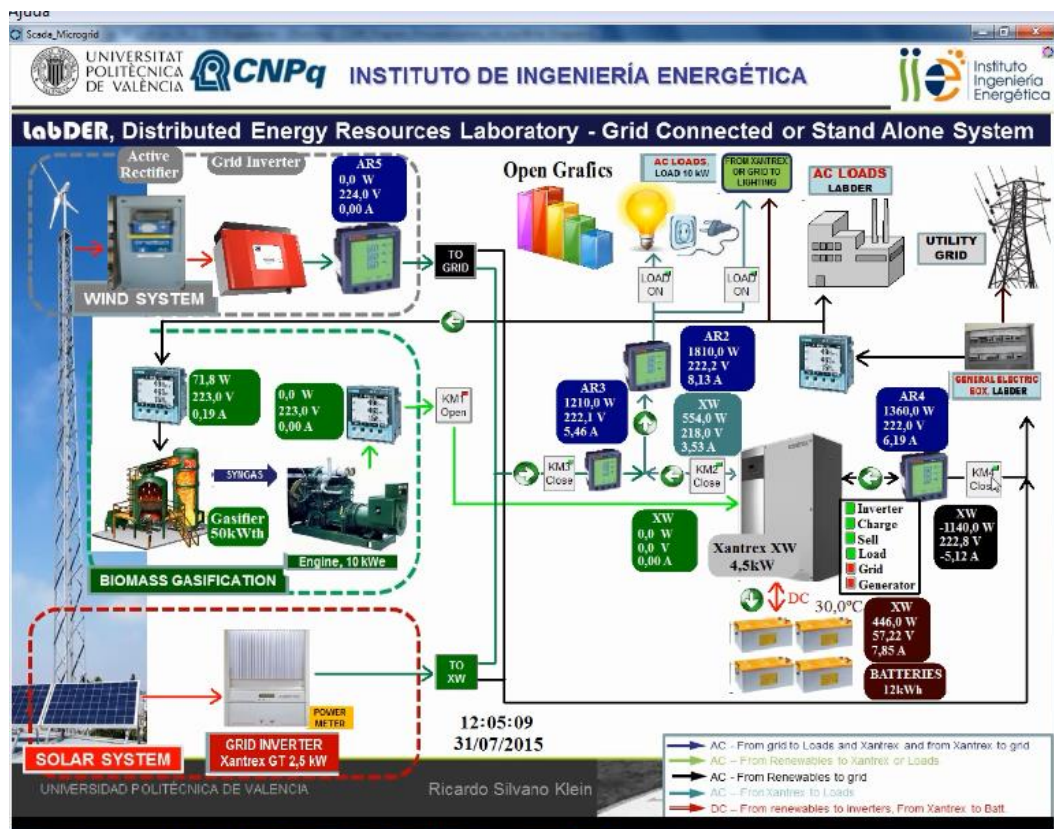 Ajuda
Scada_Microgrid
UNIVERSITAT
POLITÈCNICA
DE VALÈNCIA
CNPq
INSTITUTO DE INGENIERÍA ENERGÉTICA
iie
Instituto
Ingeniería
Energética
LabDER, Distributed Energy Resources Laboratory - Grid Connected or Stand Alone System
Active
Rectifier
Grid Inverter
AR5
0,0 W
224,0 V
0,00 A
WIND SYSTEM
TO
GRID
Open Grafics
AC LOADS,
LOAD 10 kW
FROM XANTREX
OR GRID TO
LIGHTING
AC LOADS
LABDER
UTILITY
GRID
LOAD
ON
LOAD
ON
GENERAL ELECTRIC
BOX, LABDER
71,8 W
223,0 V
0,19 A
0,0 W
223,0 V
0,00 A
KM1
Open
SYNGAS
Gasifier
50kWth
Engine, 10 kWe
BIOMASS GASIFICATION
AR2
1810,0 W
222,2 V
8,13 A
AR3
1210,0 W
222,1 V
5,46 A
XW
554,0 W
218,0 V
3,53 A
AR4
1360,0 W
222,0 V
6,19 A
KM3
Close
KM2
Close
KM4
Close
XW
0,0 W
0,0 V
0,00 A
Xantrex XW
4,5kW
Inverter
Charge
Sell
Load
Grid
Generator
XW
-1140,0 W
222,8 V
-5,12 A
DC
30,0ºC
XW
446,0 W
57,22 V
7,85 A
BATTERIES
12kWh
POWER
METER
GRID INVERTER
Xantrex GT 2,5 kW
SOLAR SYSTEM
TO
XW
12:05:09
31/07/2015
UNIVERSIDAD POLITÉCNICA DE VALENCIA
Ricardo Silvano Klein
AC - From grid to Loads and Xantrex and from Xantrex to grid
AC – From Renewables to Xantrex or Loads
AC - From Renewables to grid
AC – From Xantrex to Loads
DC – From renewables to inverters, From Xantrex to Batt.